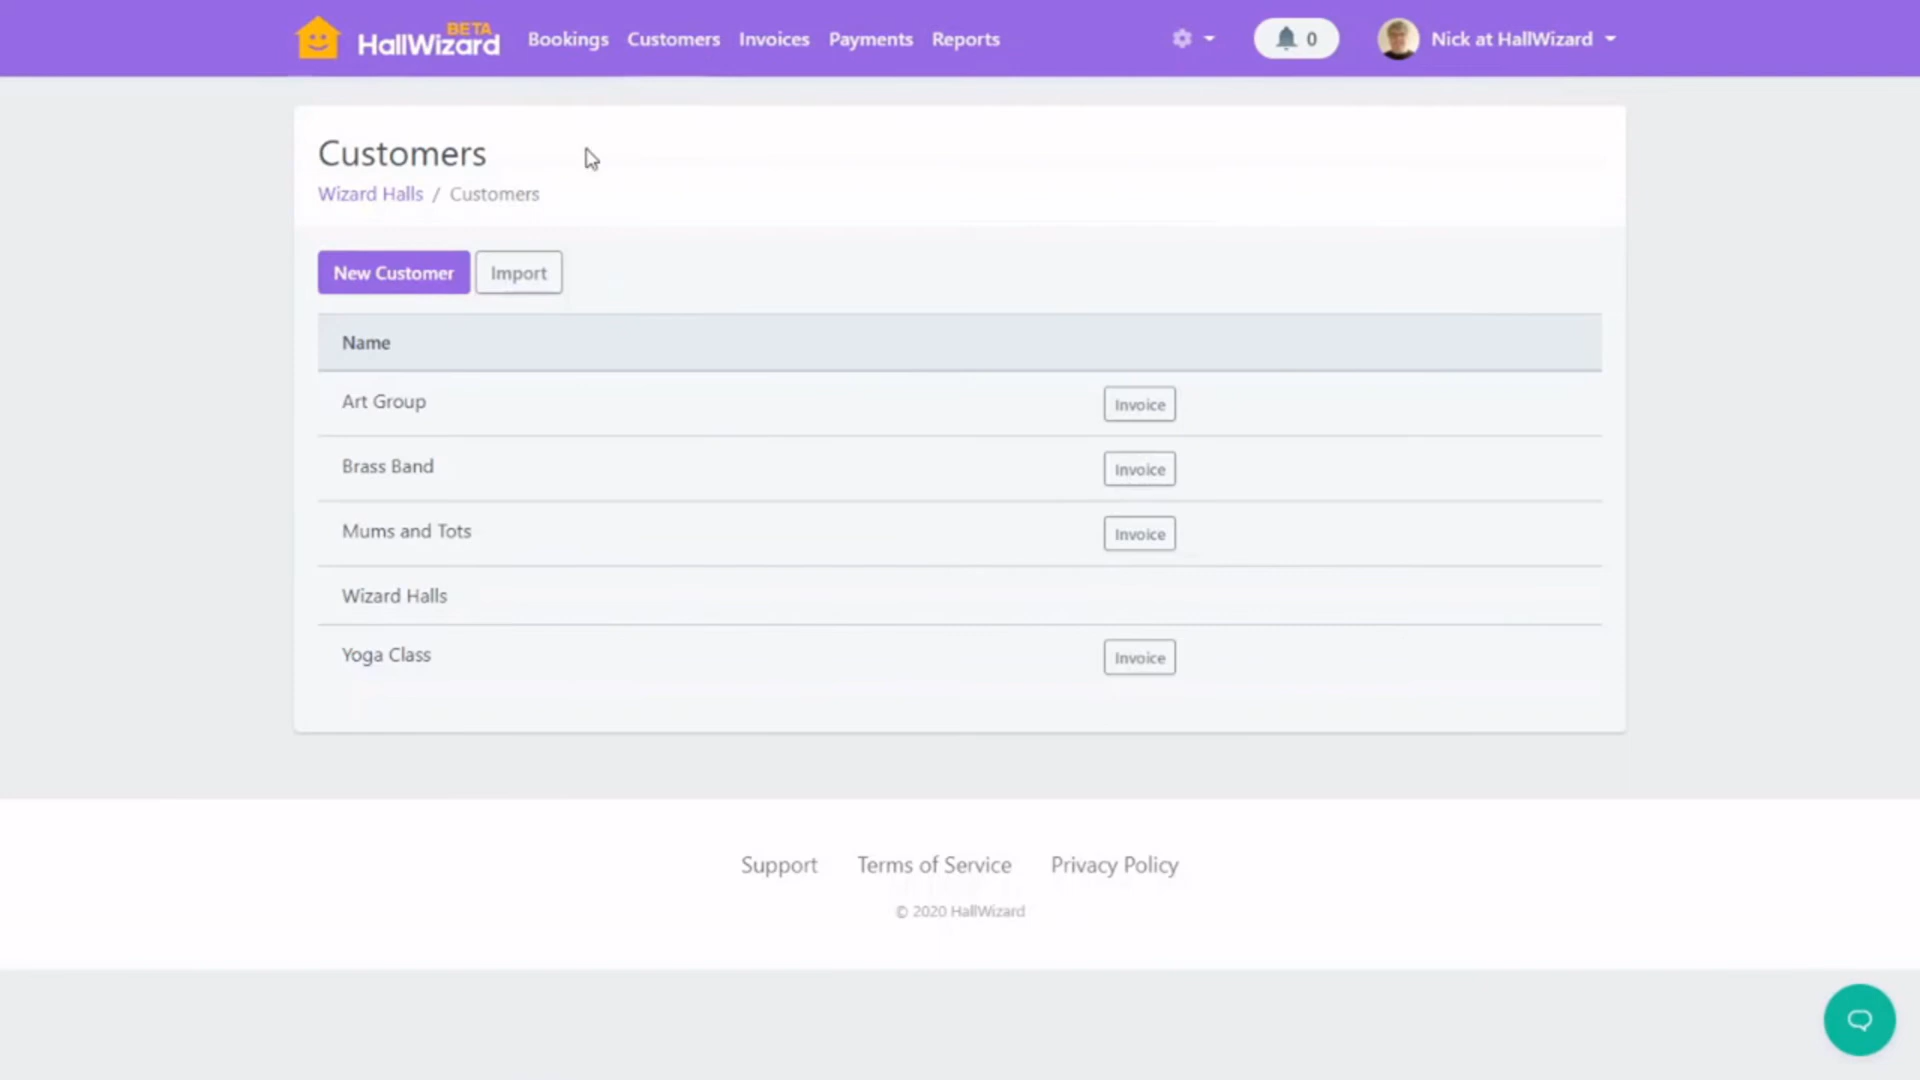 BETA
HallWizard Bookings Customers Invoices Payments Reports 0 Nick at HallWizard
Customers
Wizard Halls / Customers
New Customer Import
Name
Art Group Invoice
Brass Band Invoice
Mums and Tots Invoice
Wizard Halls
Yoga Class Invoice
Support Terms of Service Privacy Policy
© 2020 HallWizard